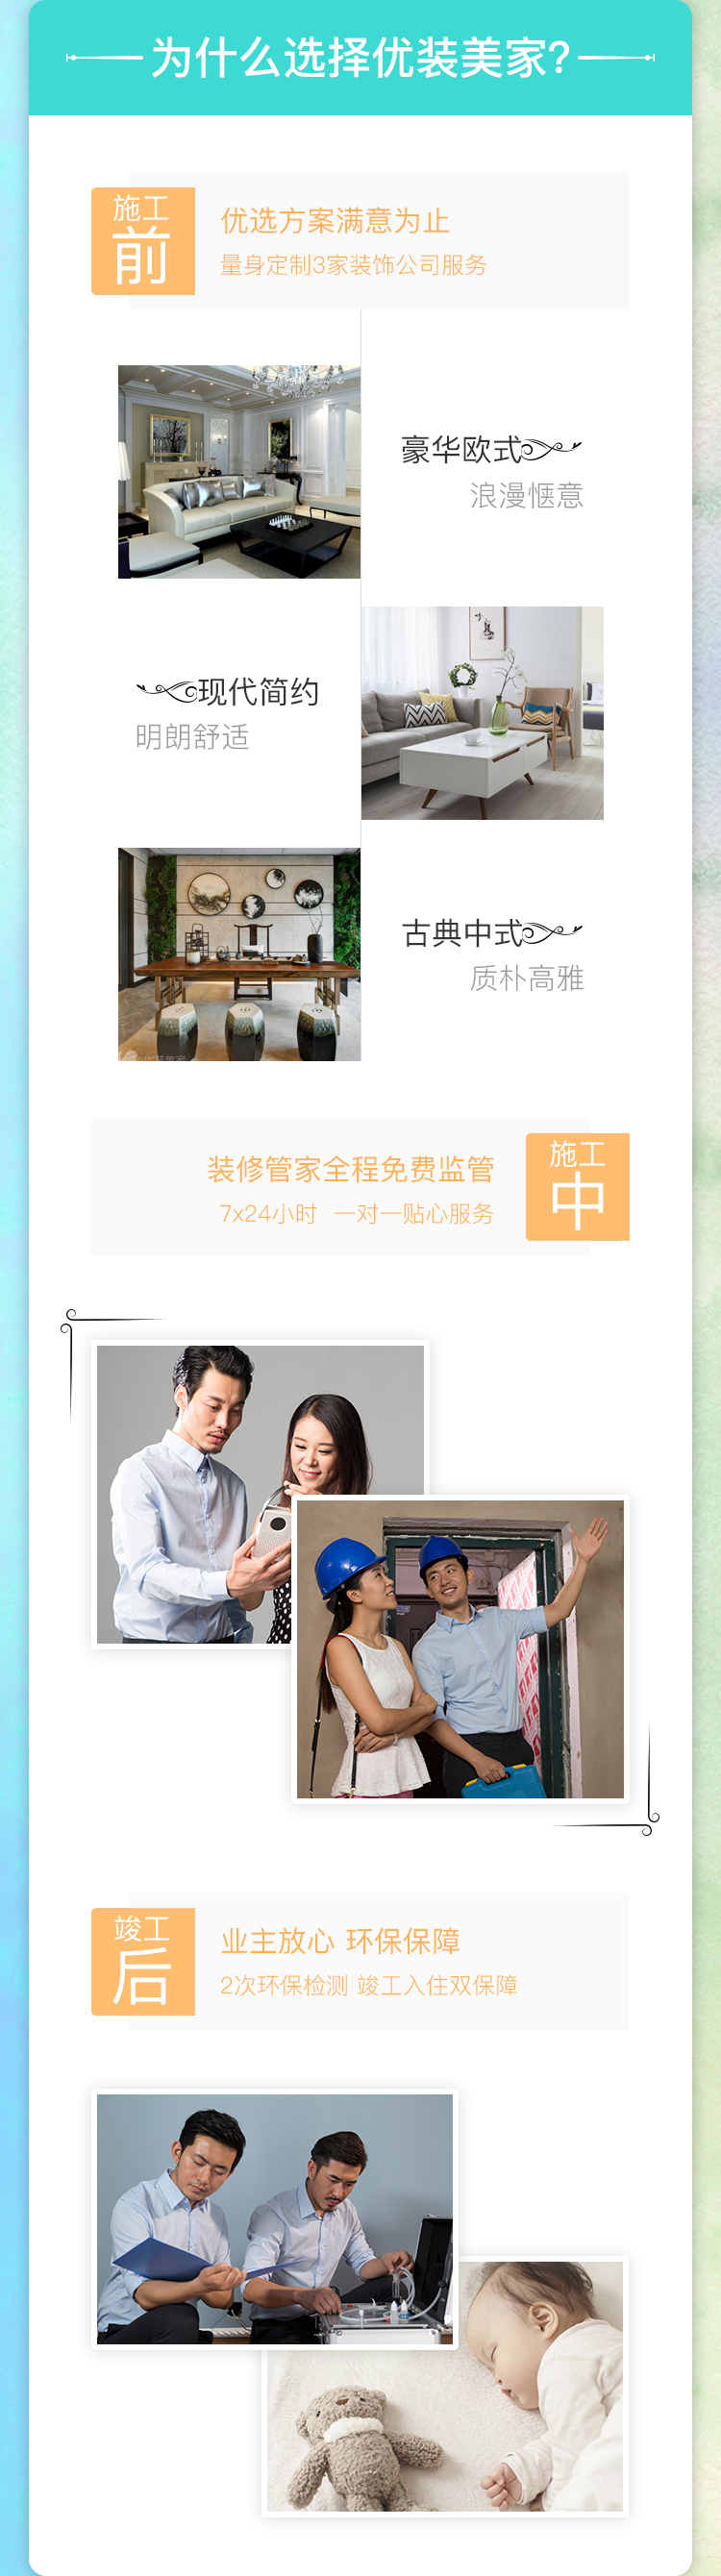 为什么选择优装美家?
施工
前
优选方案满意为止
量身定制3家装饰公司服务
豪华欧式
浪漫惬意
现代简约
明朗舒适
古典中式
质朴高雅
装修管家全程免费监管
7x24小时 一对一贴心服务
施工
中
竣工
后
业主放心 环保保障
2次环保检测 竣工入住双保障